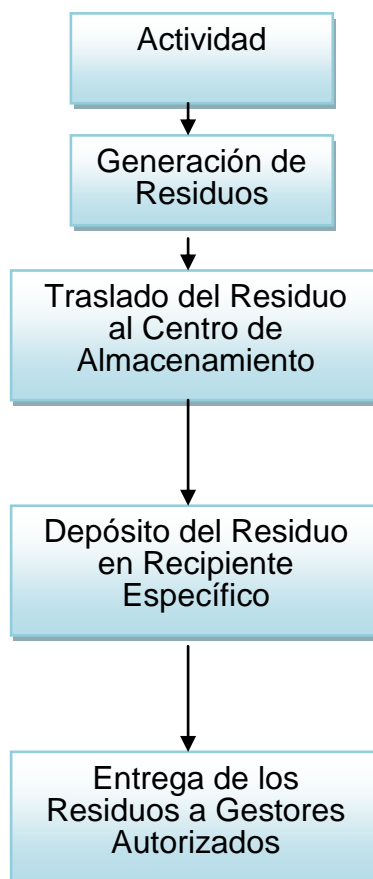 Actividad
Generación de
Residuos
Traslado del Residuo
al Centro de
Almacenamiento
Depósito del Residuo
en Recipiente
Específico
Entrega de los
Residuos a Gestores
Autorizados